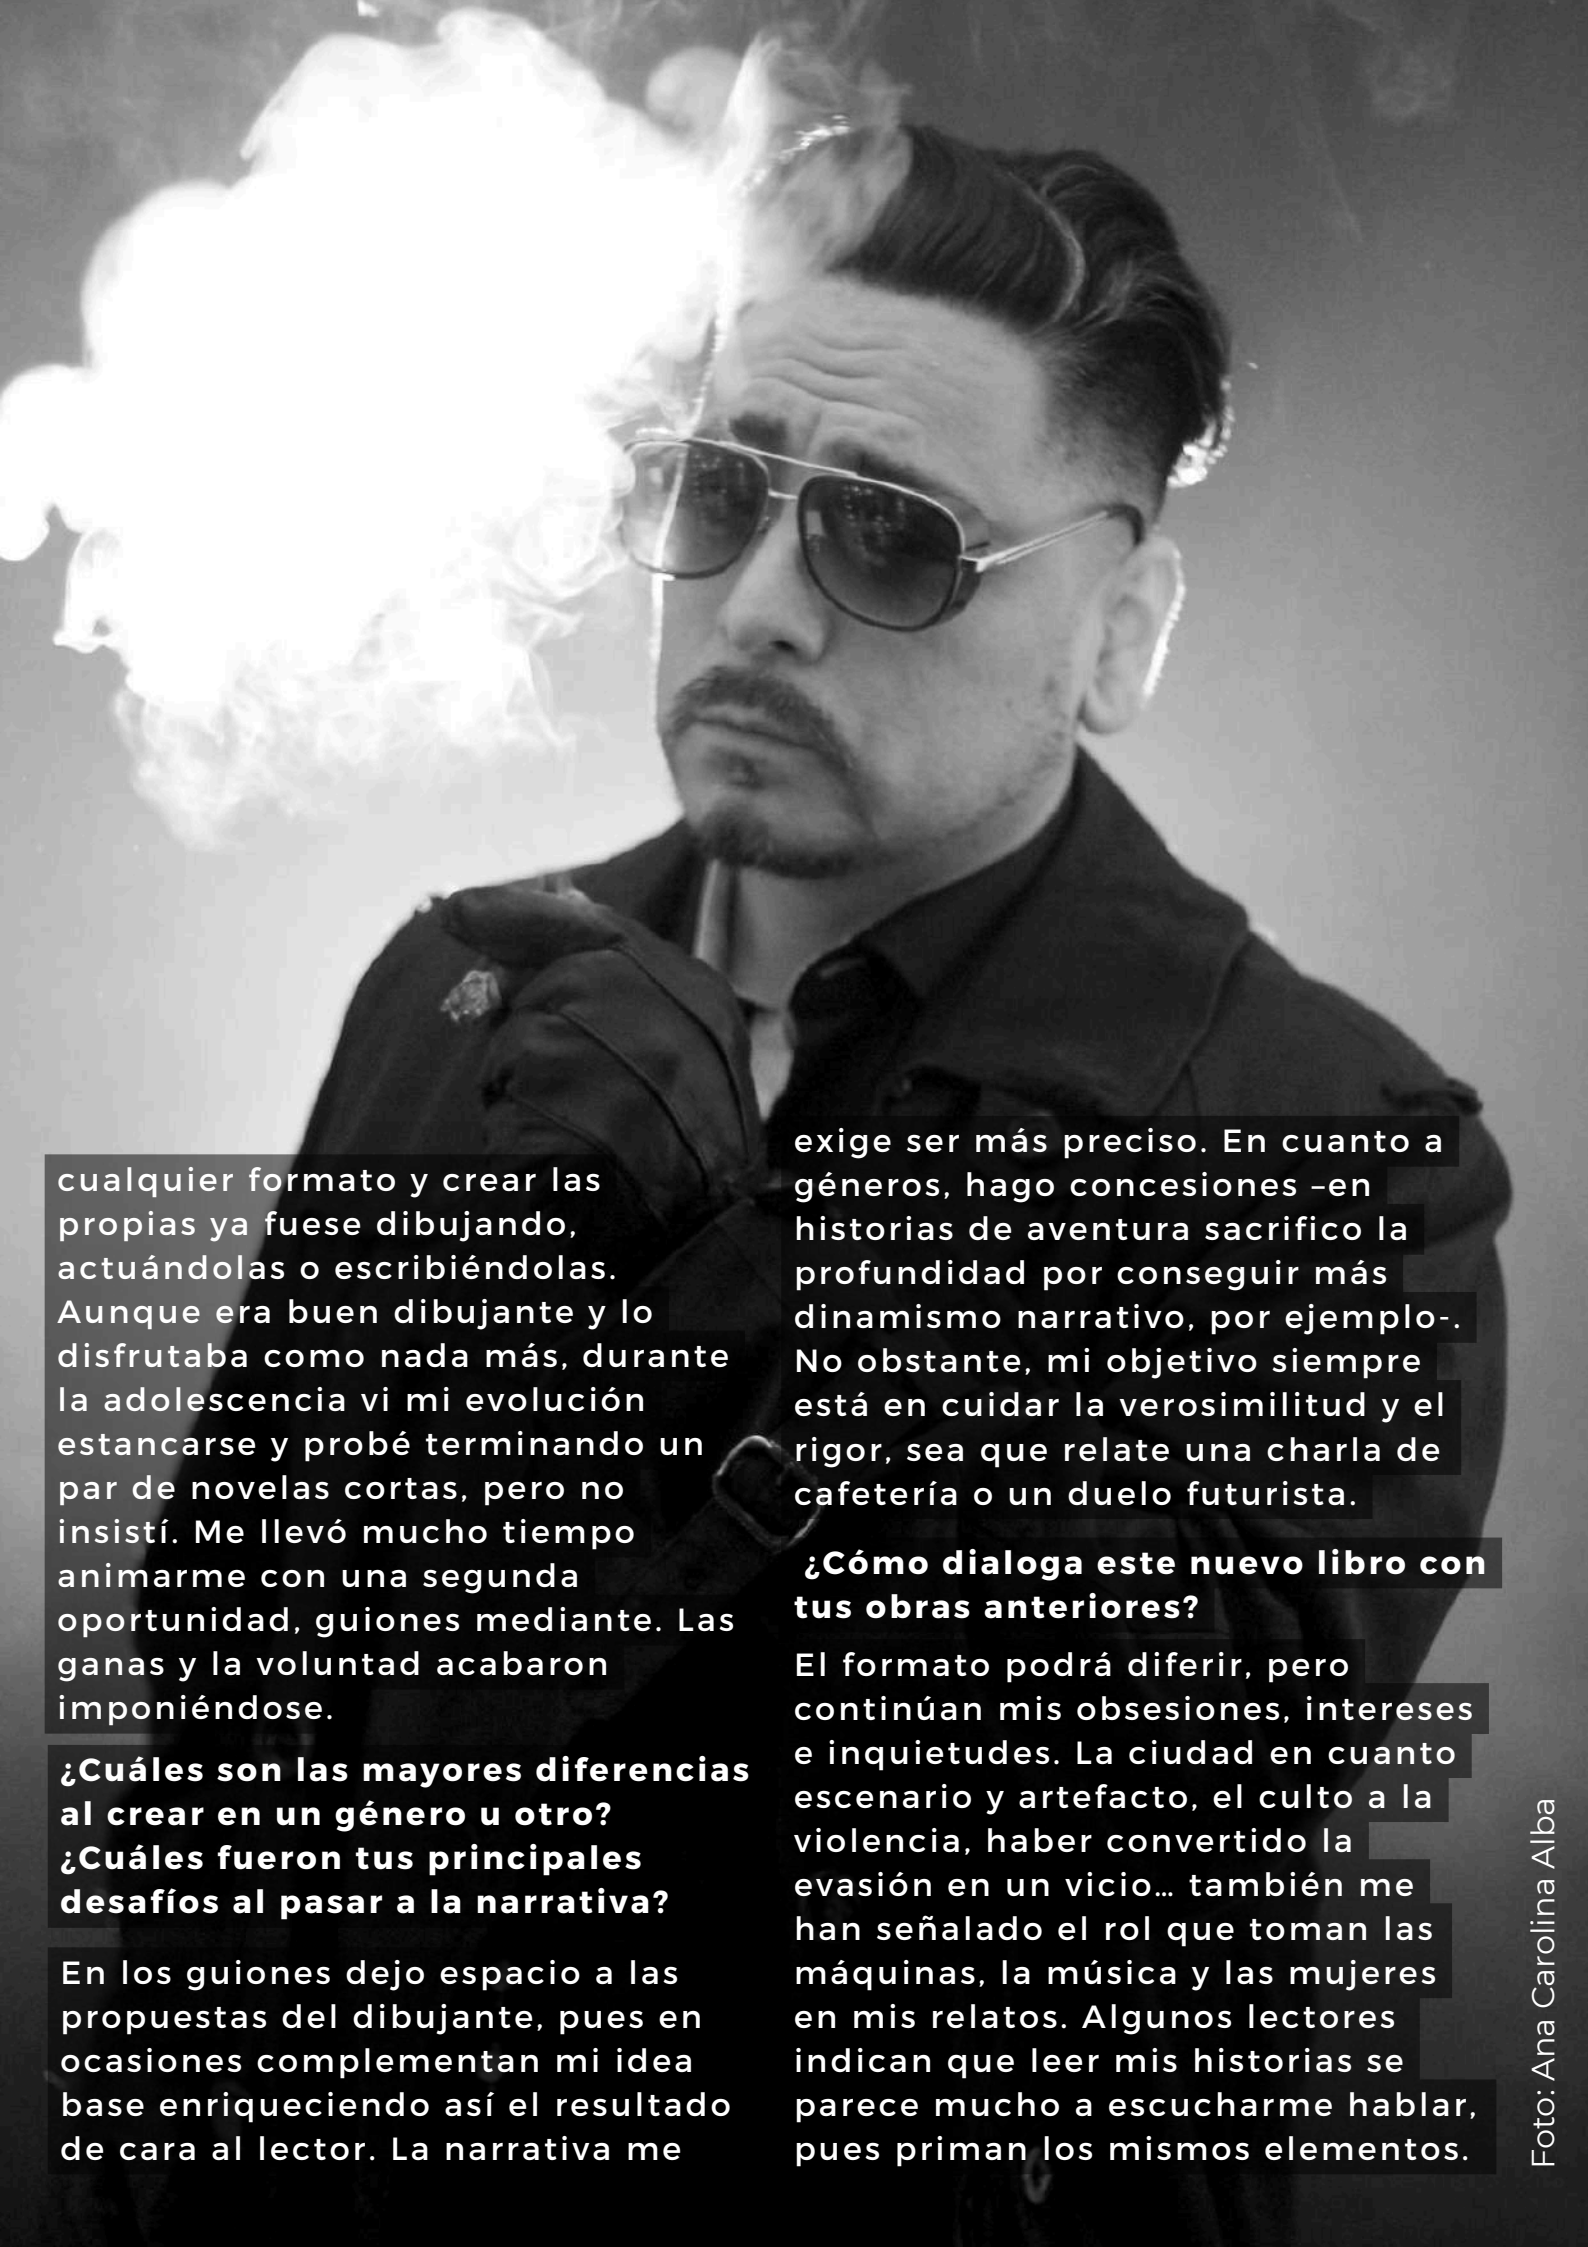 cualquier formato y crear las
propias ya fuese dibujando,
actuándolas o escribiéndolas.
Aunque era buen dibujante y lo
disfrutaba como nada más, durante
la adolescencia vi mi evolución
estancarse y probé terminando un
par de novelas cortas, pero no
insistí. Me llevó mucho tiempo
animarme con una segunda
oportunidad, guiones mediante. Las
ganas y la voluntad acabaron
imponiéndose.
¿Cuáles son las mayores diferencias
al crear en un género u otro?
¿Cuáles fueron tus principales
desafíos al pasar a la narrativa?
En los guiones dejo espacio a las
propuestas del dibujante, pues en
ocasiones complementan mi idea
base enriqueciendo así el resultado
de cara al lector. La narrativa me
exige ser más preciso. En cuanto a
géneros, hago concesiones –en
historias de aventura sacrifico la
profundidad por conseguir más
dinamismo narrativo, por ejemplo-.
No obstante, mi objetivo siempre
está en cuidar la verosimilitud y el
rigor, sea que relate una charla de
cafetería o un duelo futurista.
¿Cómo dialoga este nuevo libro con
tus obras anteriores?
El formato podrá diferir, pero
continúan mis obsesiones, intereses
e inquietudes. La ciudad en cuanto
escenario y artefacto, el culto a la
violencia, haber convertido la
evasión en un vicio… también me
han señalado el rol que toman las
máquinas, la música y las mujeres
en mis relatos. Algunos lectores
indican que leer mis historias se
parece mucho a escucharme hablar,
pues priman los mismos elementos.
Foto: Ana Carolina Alba